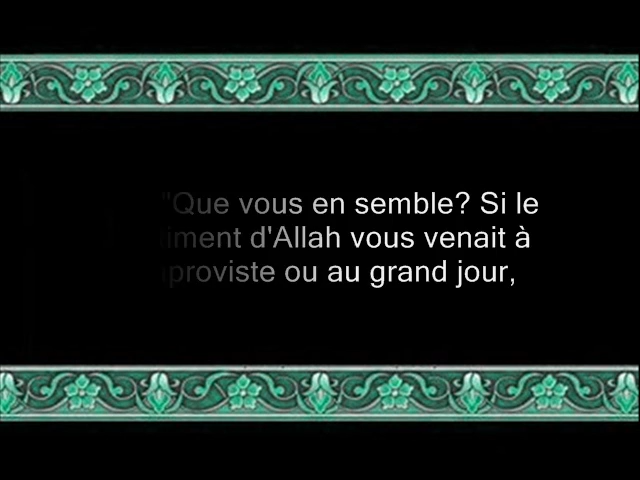 "Que vous en semble? Si le
d'Allah vous venait à
ou au grand jour,